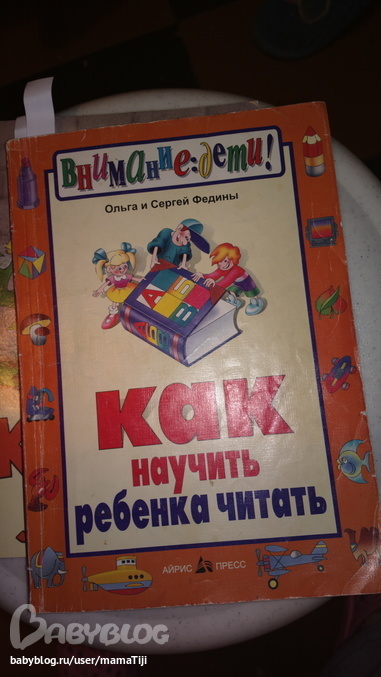 Внимание:дети!
Ольга и Сергей Федины
А Б
А Б В
как
научить
ребенка читать
АЙРИС ПРЕСС
BABYBLOG
babyblog.ru/user/mamaTiji